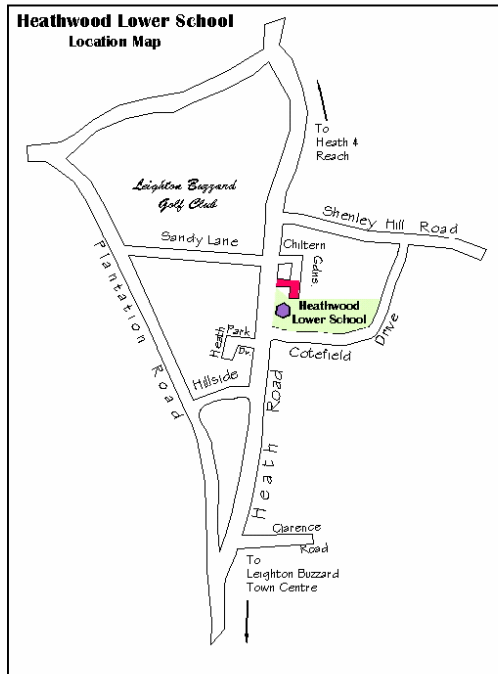 Heathwood Lower School
Location Map
To
Heath &
Reach
Leighton Buzzard
Golf Club
Shenley Hill Road
Sandy Lane
Chiltern
Gdns.
Plantation Road
Heathwood
Lower School
Heath Park
Dr.
Cotefield Drive
Hillside
Heath Road
Clarence
Road
To
Leighton Buzzard
Town Centre